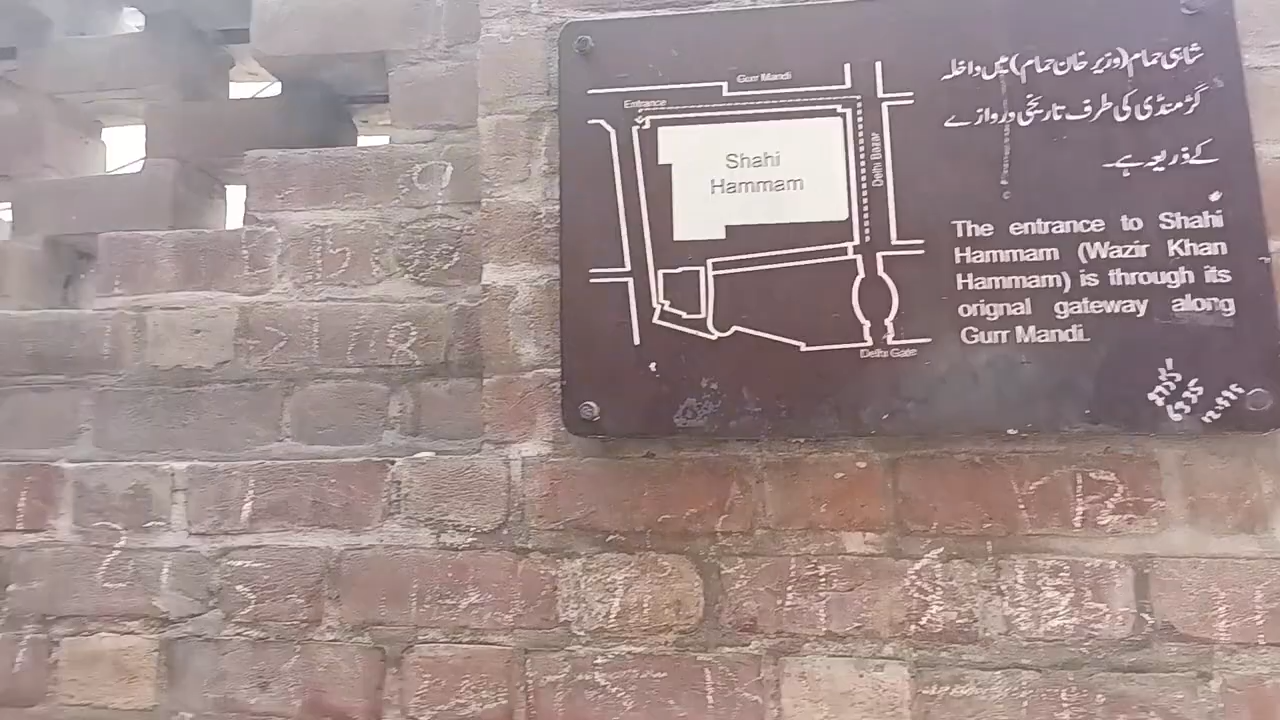 Gurr Mandi
Entrance
Shahi
Hammam
Delhi Bazar
Delhi Gate
شاہی حمام (وزیر خان حمام) میں داخلہ
گڑمنڈی کی طرف تاریخی دروازے
کے ذریعہ ہے۔
The entrance to Shahi
Hammam (Wazir Khan
Hammam) is through its
orignal gateway along
Gurr Mandi.
9